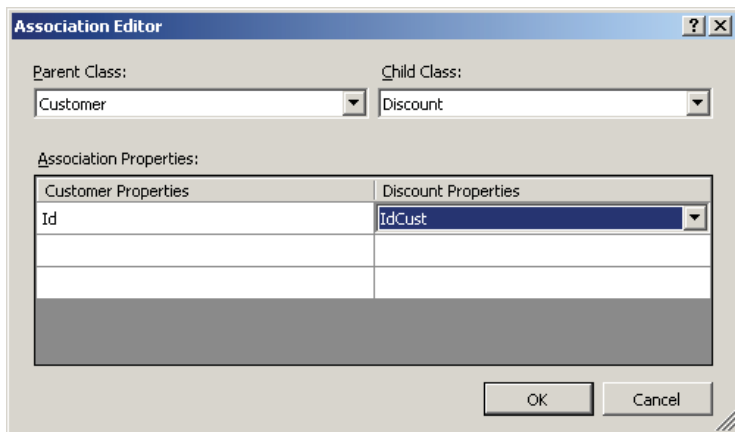 Association Editor
Parent Class: Child Class:
Customer Discount
Association Properties:
Customer Properties Discount Properties
Id IdCust
OK Cancel